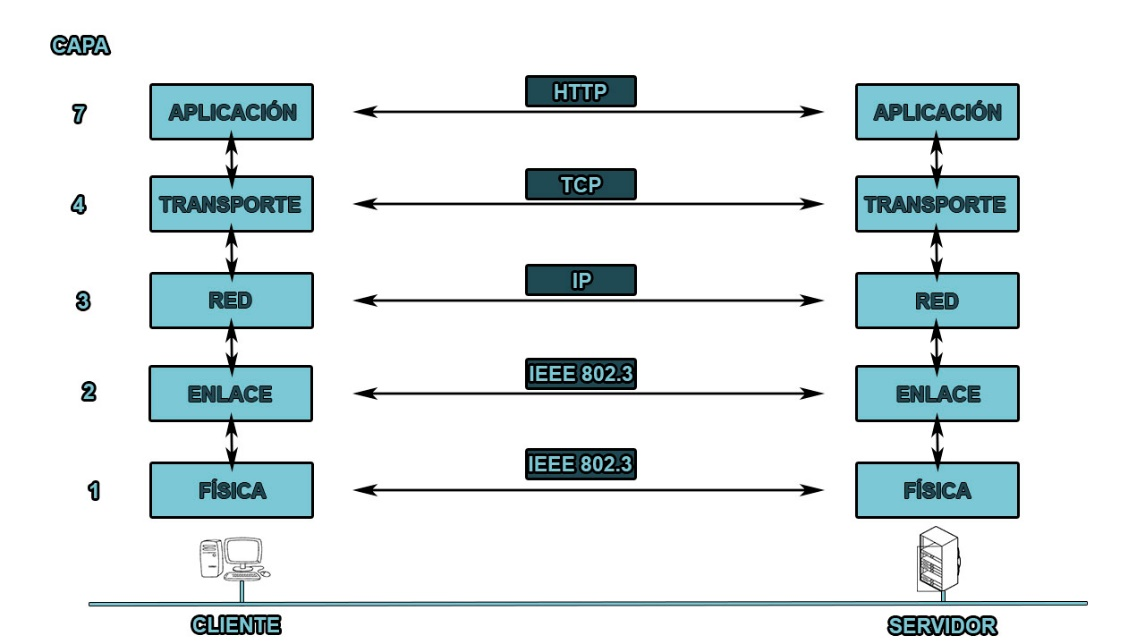 CAPA
7
APLICACIÓN
HTTP
APLICACIÓN
4
TRANSPORTE
TCP
TRANSPORTE
3
RED
IP
RED
2
ENLACE
IEEE 802.3
ENLACE
1
FÍSICA
IEEE 802.3
FÍSICA
CLIENTE
SERVIDOR